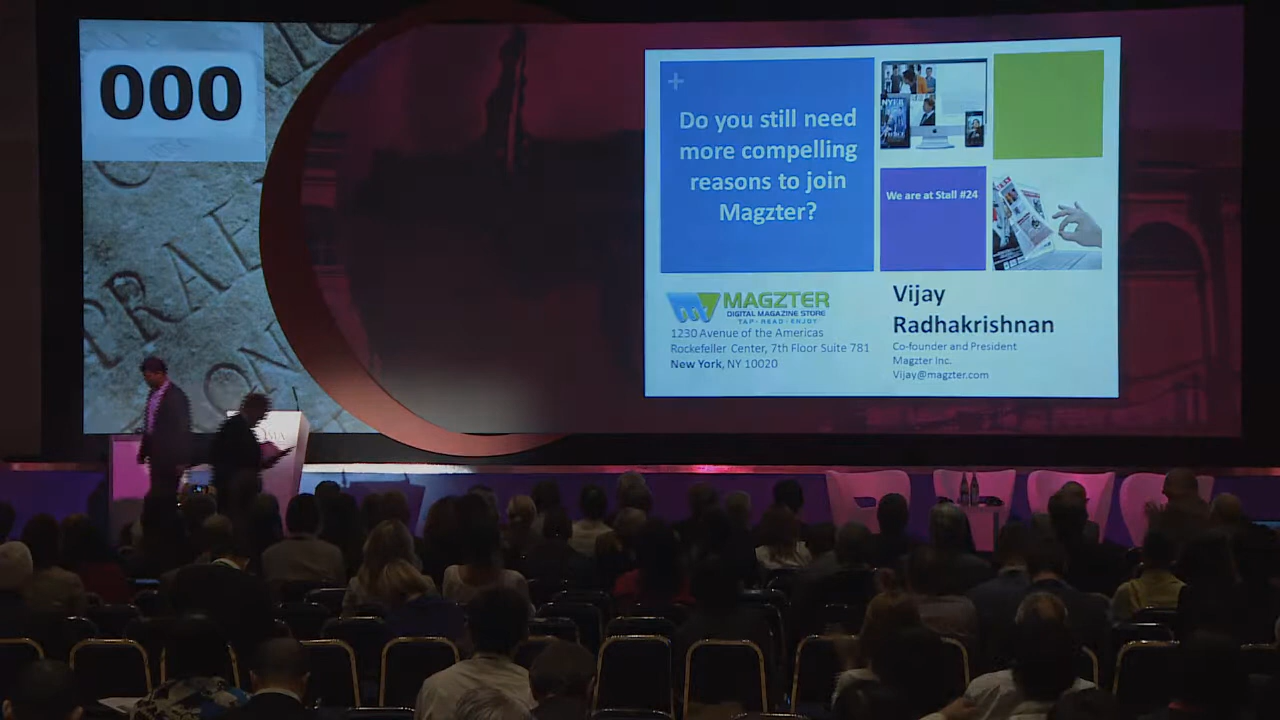 000
PRAE
ON
+
Do you still need
more compelling
reasons to join
Magzter?
We are at Stall #24
MAGZTER
DIGITAL MAGAZINE STORE
TAP · READ · ENJOY
1230 Avenue of the Americas
Rockefeller Center, 7th Floor Suite 781
New York, NY 10020
Vijay
Radhakrishnan
Co-founder and President
Magzter Inc.
Vijay@magzter.com